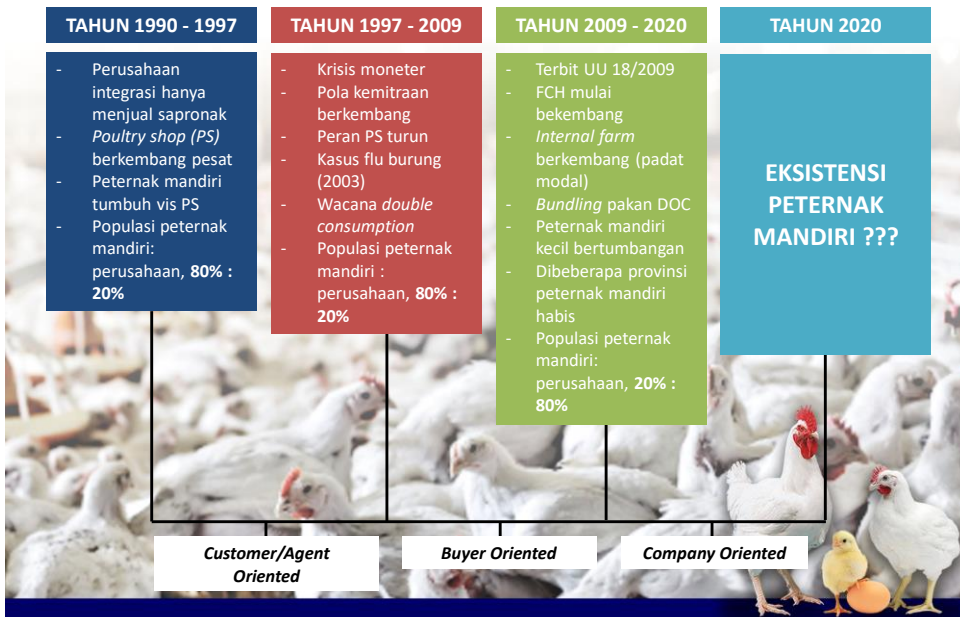 TAHUN 1990 - 1997
- Perusahaan
integrasi hanya
menjual sapronak
- Poultry shop (PS)
berkembang pesat
- Peternak mandiri
tumbuh vis PS
- Populasi peternak
mandiri:
perusahaan, 80% :
20%
TAHUN 1997 - 2009
- Krisis moneter
- Pola kemitraan
berkembang
- Peran PS turun
- Kasus flu burung
(2003)
- Wacana double
consumption
- Populasi peternak
mandiri :
perusahaan, 80% :
20%
TAHUN 2009 - 2020
- Terbit UU 18/2009
- FCH mulai
bekembang
- Internal farm
berkembang (padat
modal)
- Bundling pakan DOC
- Peternak mandiri
kecil bertumbangan
- Dibeberapa provinsi
peternak mandiri
habis
- Populasi peternak
mandiri:
perusahaan, 20% :
80%
TAHUN 2020
EKSISTENSI
PETERNAK
MANDIRI ???
Customer/Agent
Oriented
Buyer Oriented
Company Oriented